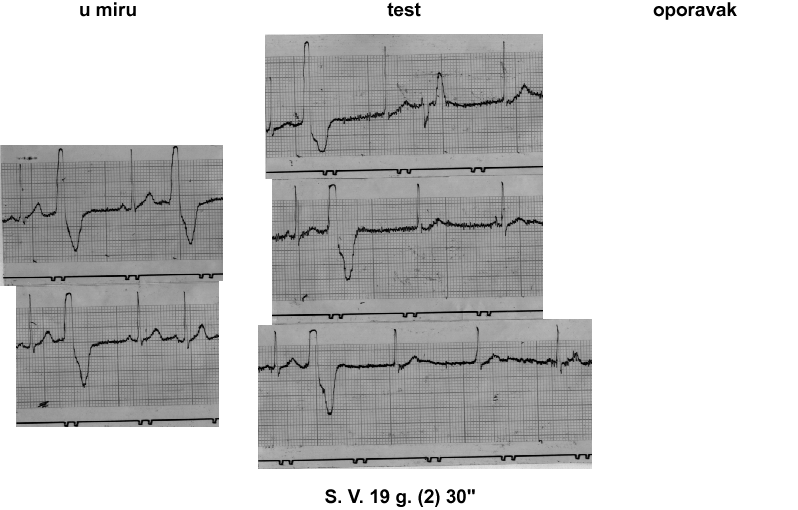 u miru test oporavak
S. V. 19 g. (2) 30"